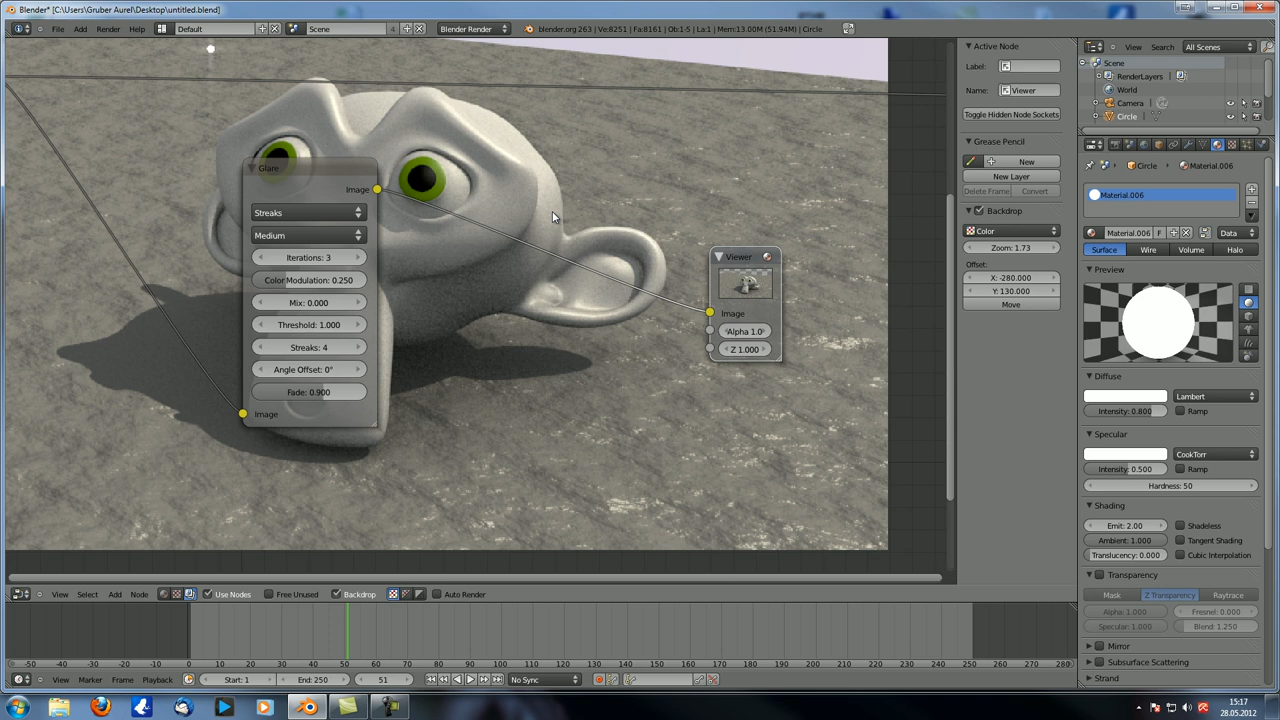 Blender* [C:\Users\Gruber Aurel\Desktop\untitled.blend]
File Add Render Help Default Scene 4 Blender Render blender.org 263 | Ve:8251 | Fa:8161 | Ob:1-5 | La:1 | Mem:13.00M (51.94M) | Circle
Glare
Image
Streaks
Medium
Iterations: 3
Color Modulation: 0.250
Mix: 0.000
Threshold: 1.000
Streaks: 4
Angle Offset: 0°
Fade: 0.900
Image
Viewer
Image
Alpha 1.0
Z 1.000
Active Node
Label:
Name: Viewer
Toggle Hidden Node Sockets
Grease Pencil
New
New Layer
Delete Frame Convert
Backdrop
Color
Zoom: 1.73
Offset:
X: -280.000
Y: 130.000
Move
View Search All Scenes
Scene
RenderLayers
World
Camera
Circle
Circle Material.006
Material.006
Material.006 F Data
Surface Wire Volume Halo
Preview
Diffuse
Lambert
Intensity: 0.800 Ramp
Specular
CookTorr
Intensity: 0.500 Ramp
Hardness: 50
Shading
Emit: 2.00 Shadeless
Ambient: 1.000 Tangent Shading
Translucency: 0.000 Cubic Interpolation
Transparency
Mask Z Transparency Raytrace
Alpha: 1.000 Fresnel: 0.000
Specular: 1.000 Blend: 1.250
Mirror
Subsurface Scattering
Strand
View Select Add Node Use Nodes Free Unused Backdrop Auto Render
-50 -40 -30 -20 -10 0 10 20 30 40 50 60 70 80 90 100 110 120 130 140 150 160 170 180 190 200 210 220 230 240 250 260 270 280
View Marker Frame Playback Start: 1 End: 250 51 No Sync
15:17
28.05.2012